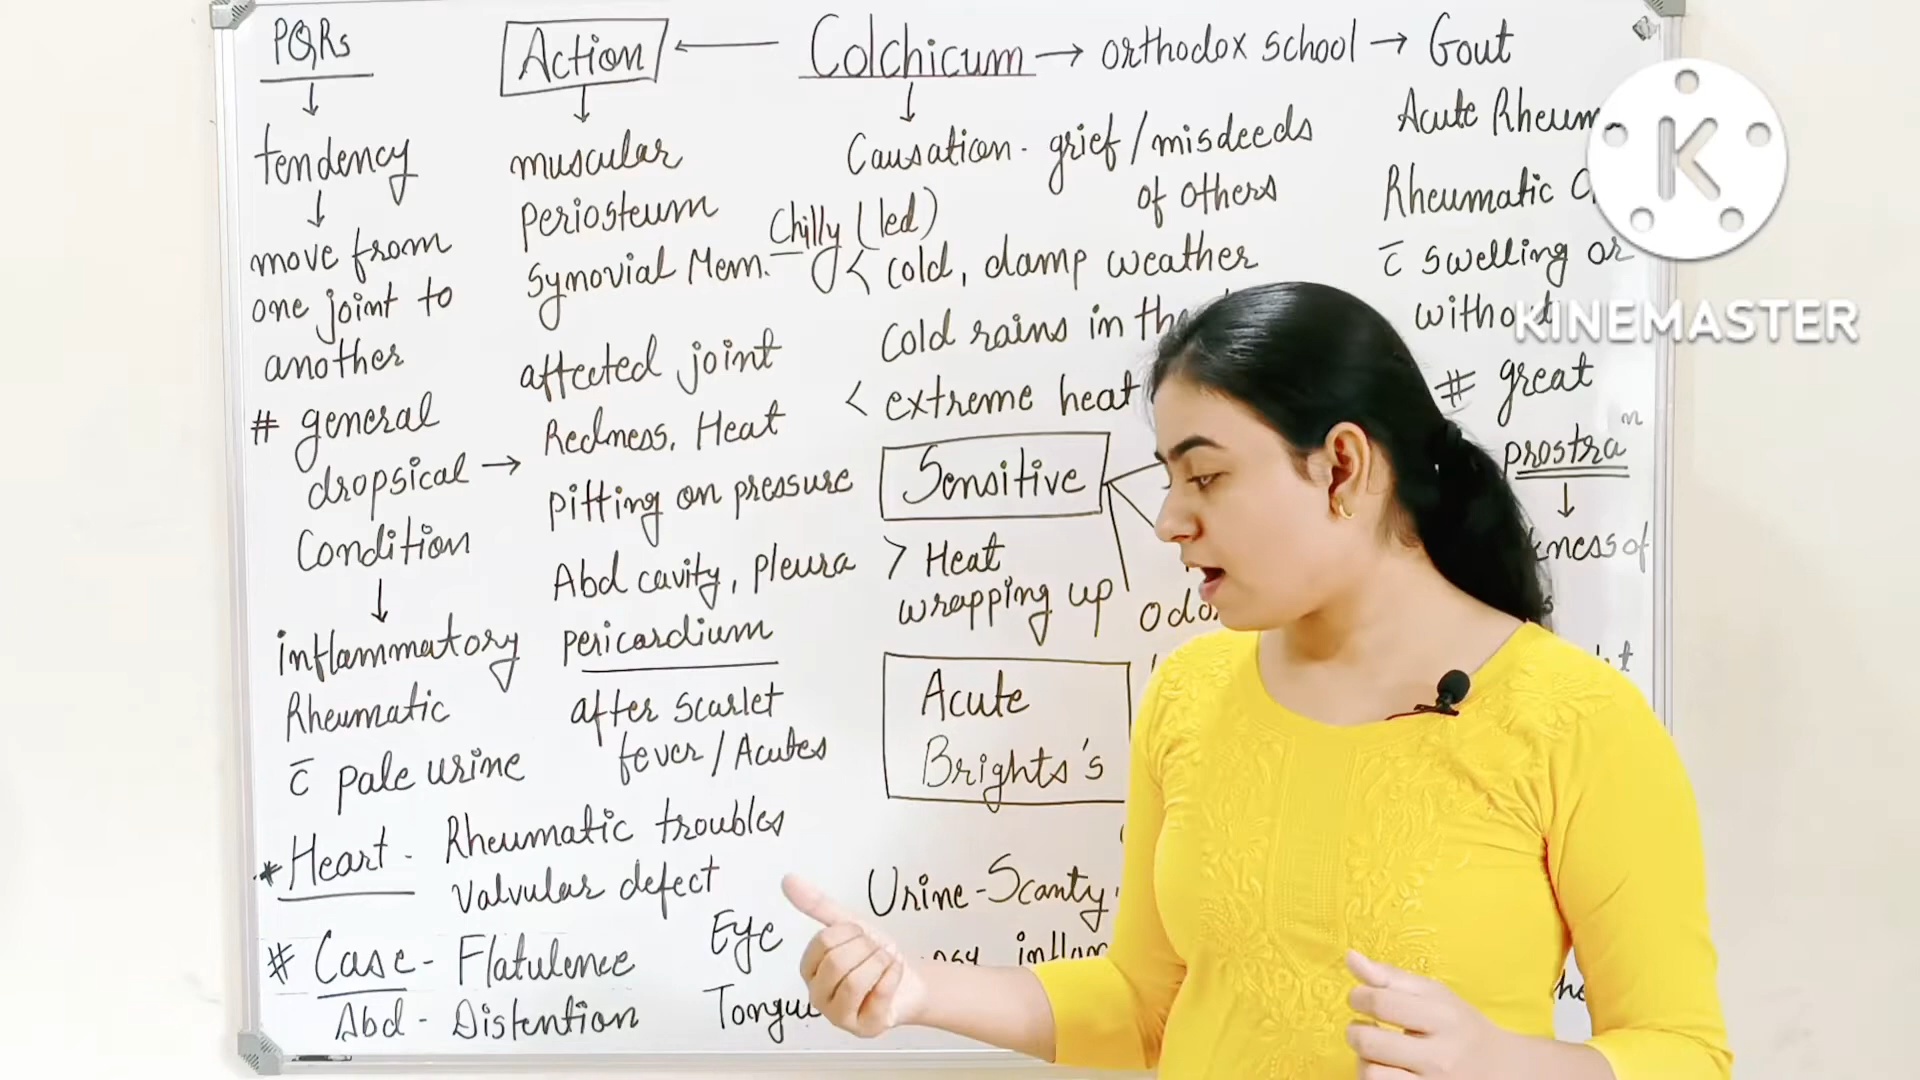 PQRs
↓
tendency
↓
move from
one joint to
another
# general
dropsical →
Condition
↓
inflammatory
Rheumatic
c̄ pale urine
* Heart - Rheumatic troubles
Valvular defect
# Case - Flatulence
Abd - Distention
Eye
Action ← Colchicum → orthodox school → Gout
↓
muscular
Periosteum
Synovial Mem.
affected joint
Redness, Heat
pitting on pressure
Abd cavity, pleura
pericardium
after scarlet
fever / Acutes
↓
Causation - grief / misdeeds
of others
Chilly (led)
< cold, damp weather
Cold rains in
< extreme heat
Sensitive
> Heat
wrapping up
Acute
Brights's
Urine - Scanty
Acute
Rheumatic
c̄ swelling or
# great
prostraⁿ
↓
of
KINEMASTER